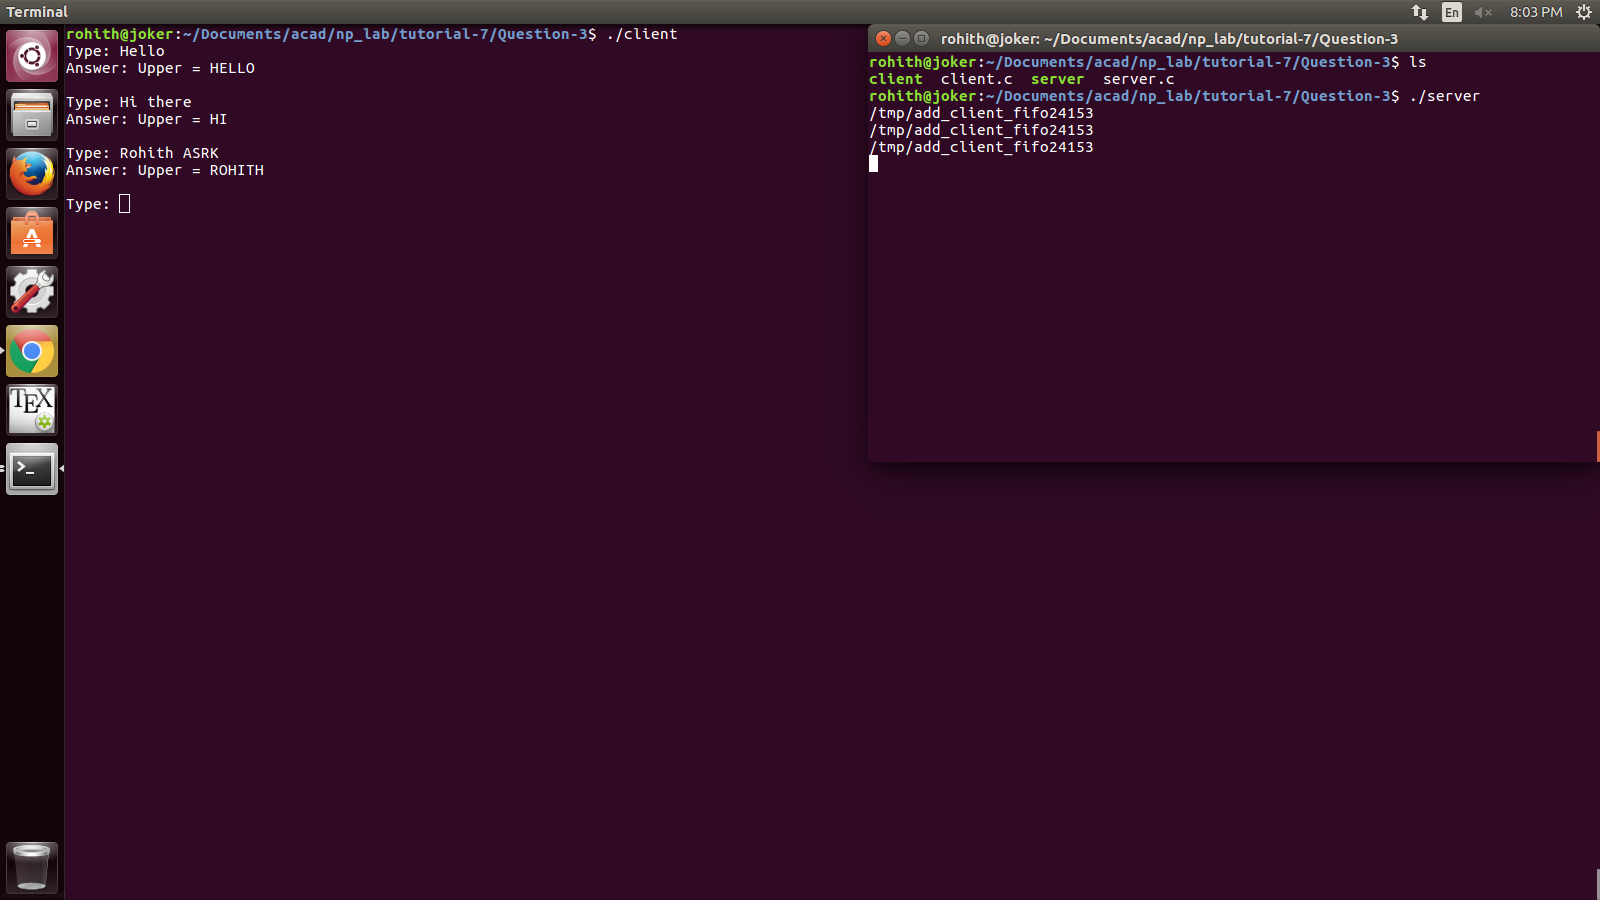 Terminal
En
8:03 PM
rohith@joker:~/Documents/acad/np_lab/tutorial-7/Question-3$ ./client
Type: Hello
Answer: Upper = HELLO
Type: Hi there
Answer: Upper = HI
Type: Rohith ASRK
Answer: Upper = ROHITH
Type:
rohith@joker: ~/Documents/acad/np_lab/tutorial-7/Question-3
rohith@joker:~/Documents/acad/np_lab/tutorial-7/Question-3$ ls
client  client.c  server  server.c
rohith@joker:~/Documents/acad/np_lab/tutorial-7/Question-3$ ./server
/tmp/add_client_fifo24153
/tmp/add_client_fifo24153
/tmp/add_client_fifo24153
TEX